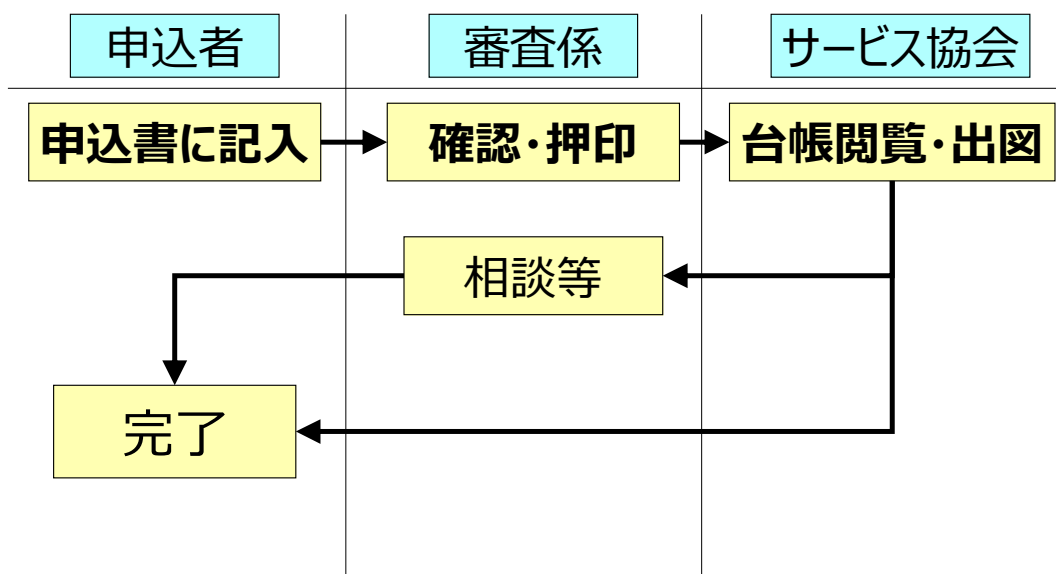 申込者
審査係
サービス協会
申込書に記入
確認・押印
台帳閲覧・出図
相談等
完了